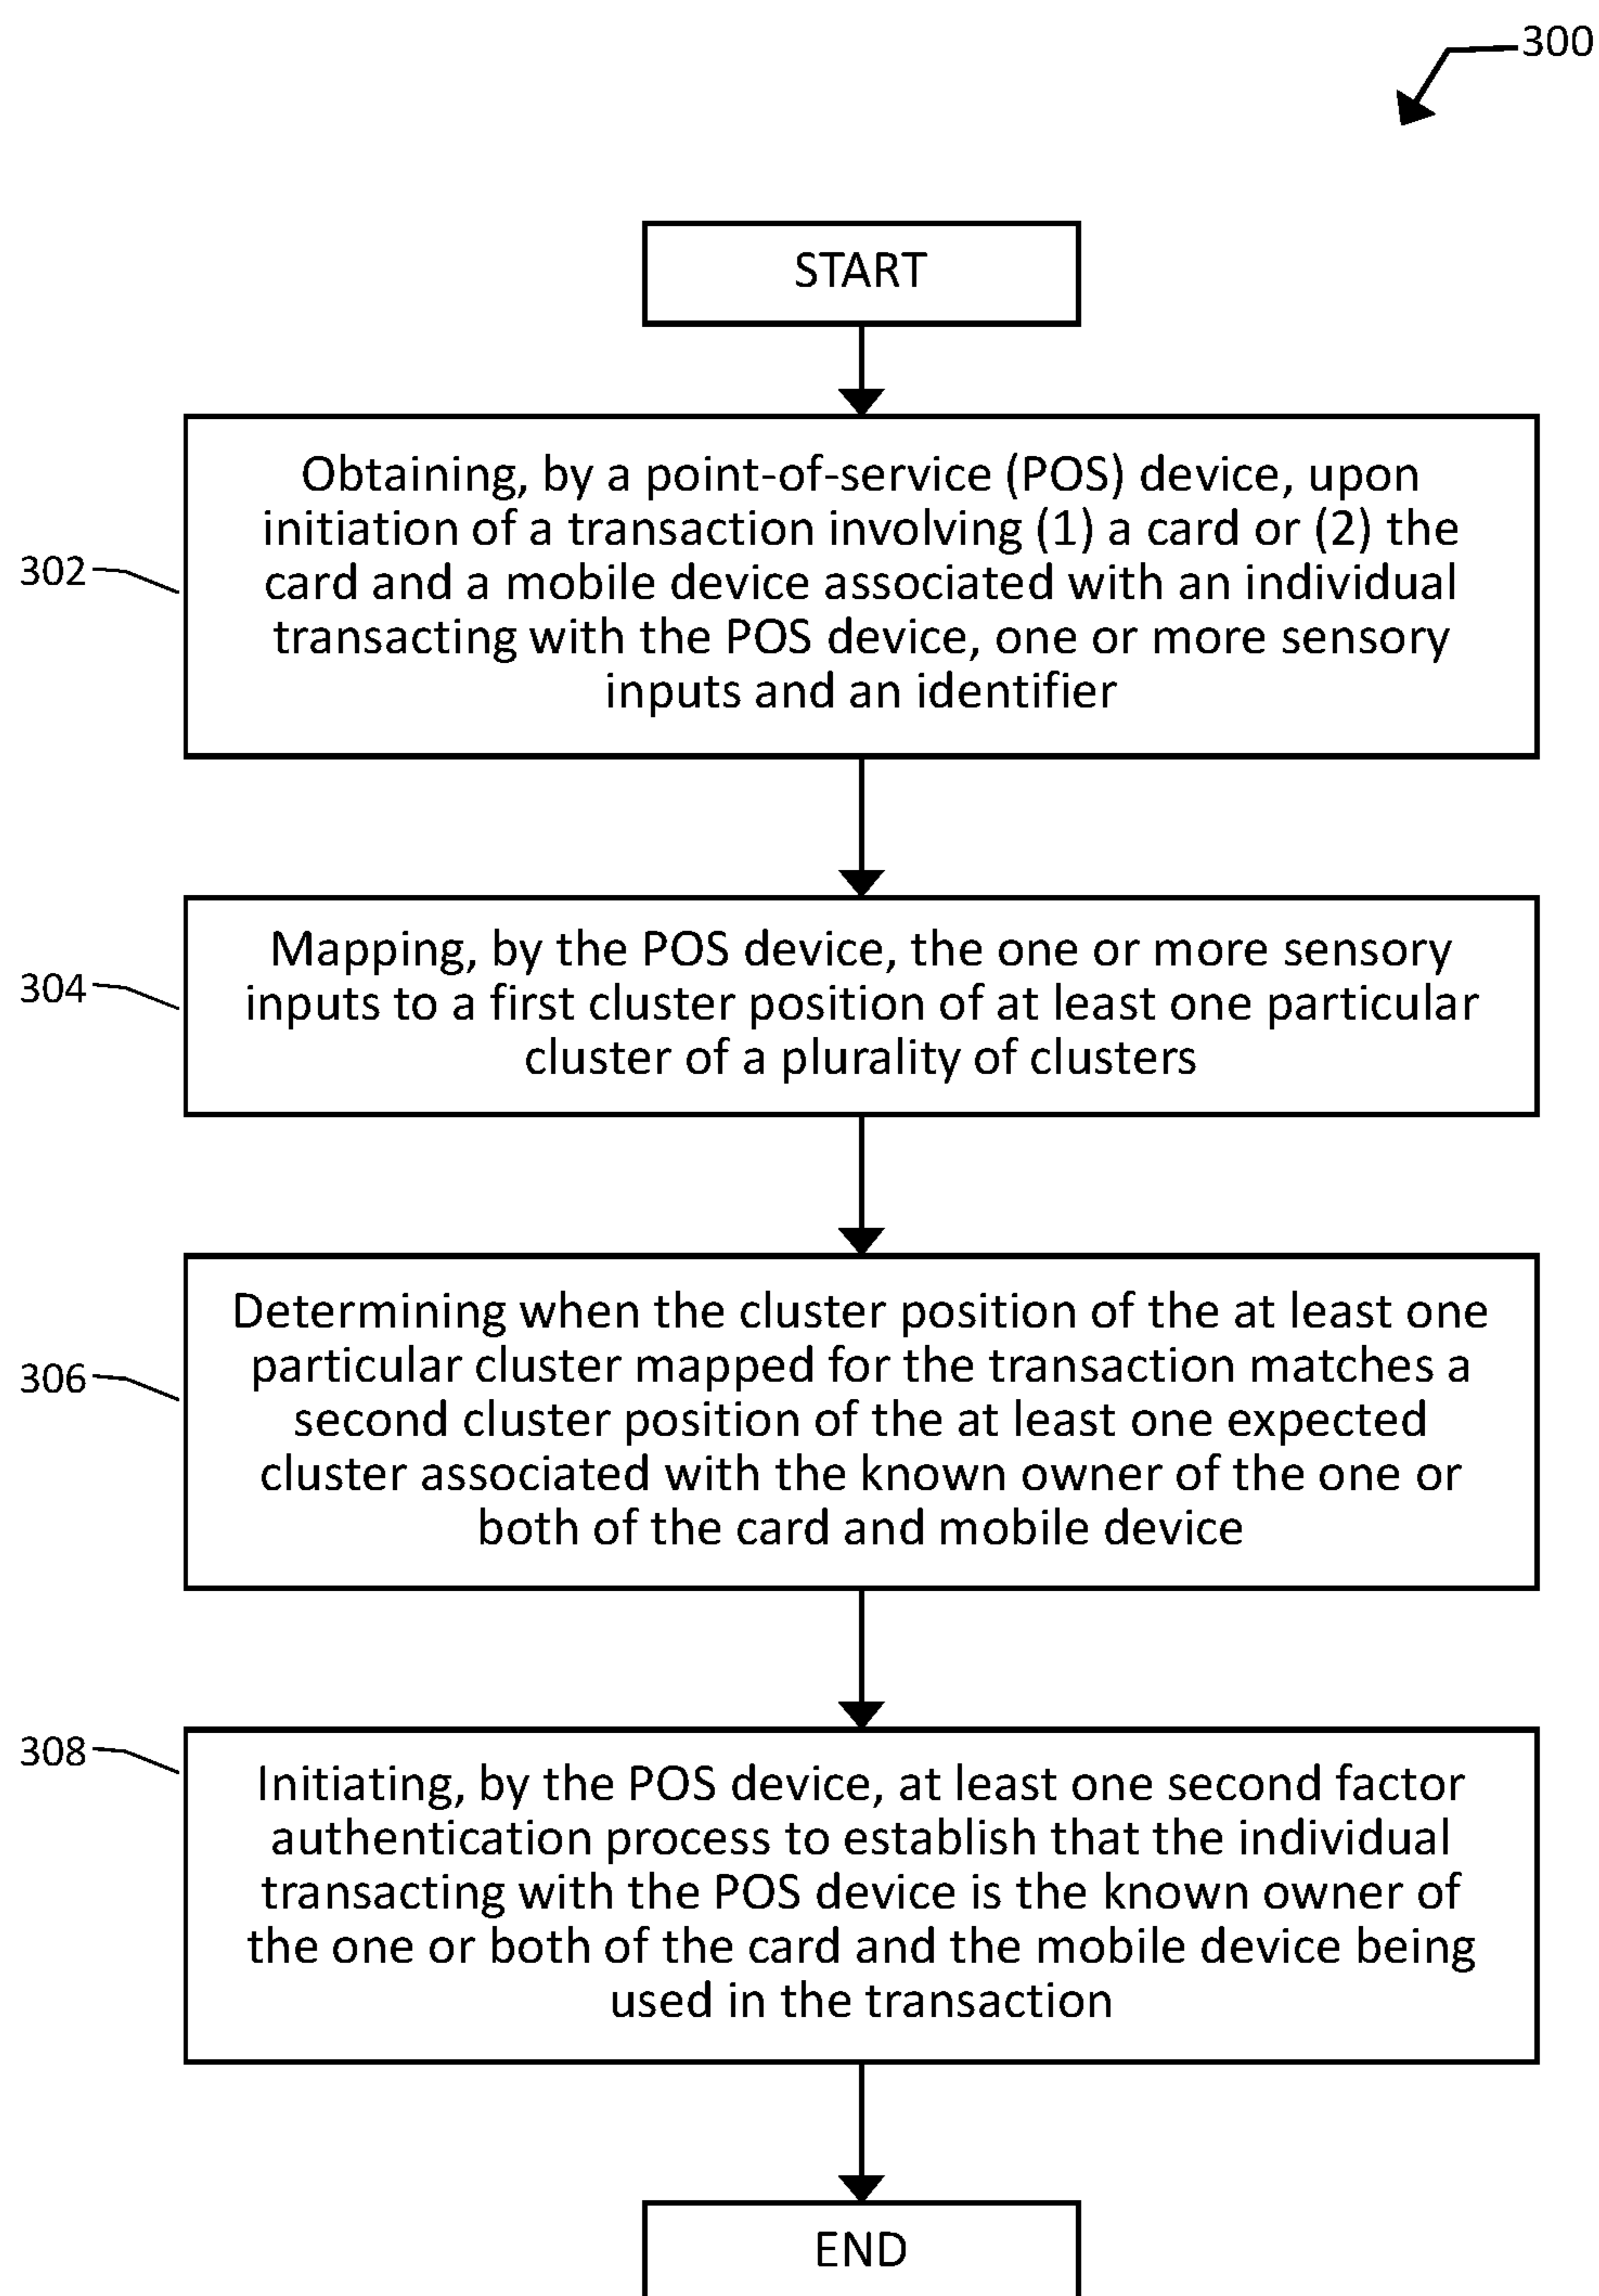 300
START
Obtaining, by a point-of-service (POS) device, upon
initiation of a transaction involving (1) a card or (2) the
card and a mobile device associated with an individual
transacting with the POS device, one or more sensory
inputs and an identifier
302
Mapping, by the POS device, the one or more sensory
inputs to a first cluster position of at least one particular
cluster of a plurality of clusters
304
Determining when the cluster position of the at least one
particular cluster mapped for the transaction matches a
second cluster position of the at least one expected
cluster associated with the known owner of the one or
both of the card and mobile device
306
Initiating, by the POS device, at least one second factor
authentication process to establish that the individual
transacting with the POS device is the known owner of
the one or both of the card and the mobile device being
used in the transaction
308
END